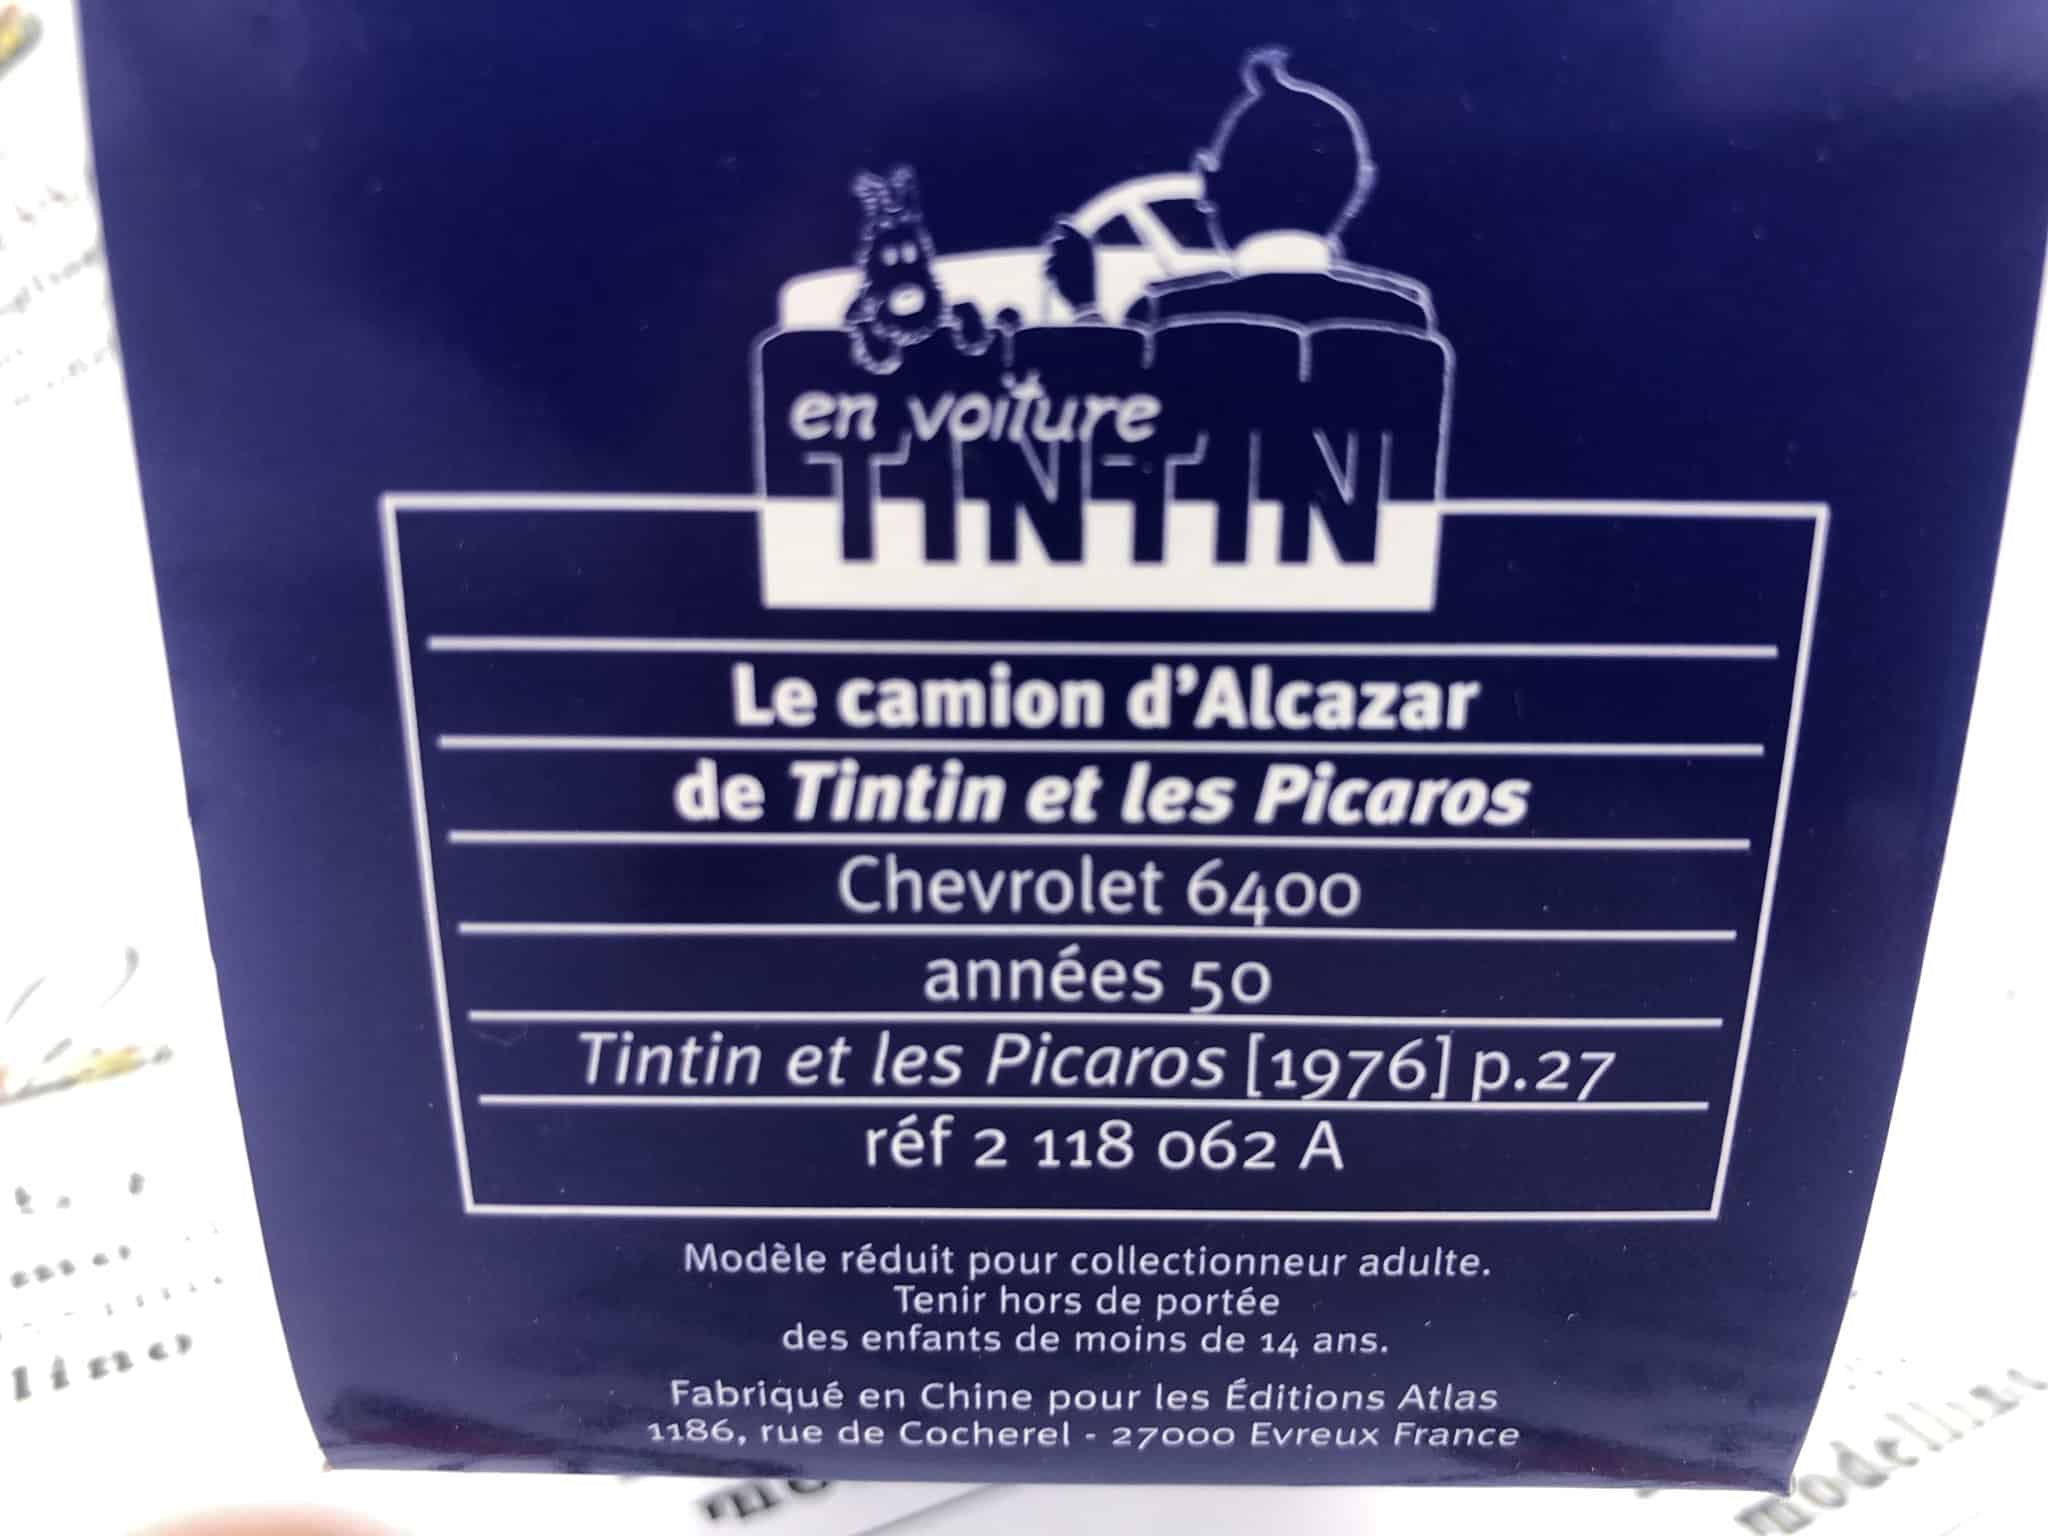 en voiture
TINTIN
Le camion d'Alcazar
de Tintin et les Picaros
Chevrolet 6400
années 50
Tintin et les Picaros [1976] p.27
réf 2 118 062 A
Modèle réduit pour collectionneur adulte.
Tenir hors de portée
des enfants de moins de 14 ans.
Fabriqué en Chine pour les Éditions Atlas
1186, rue de Cocherel - 27000 Evreux France